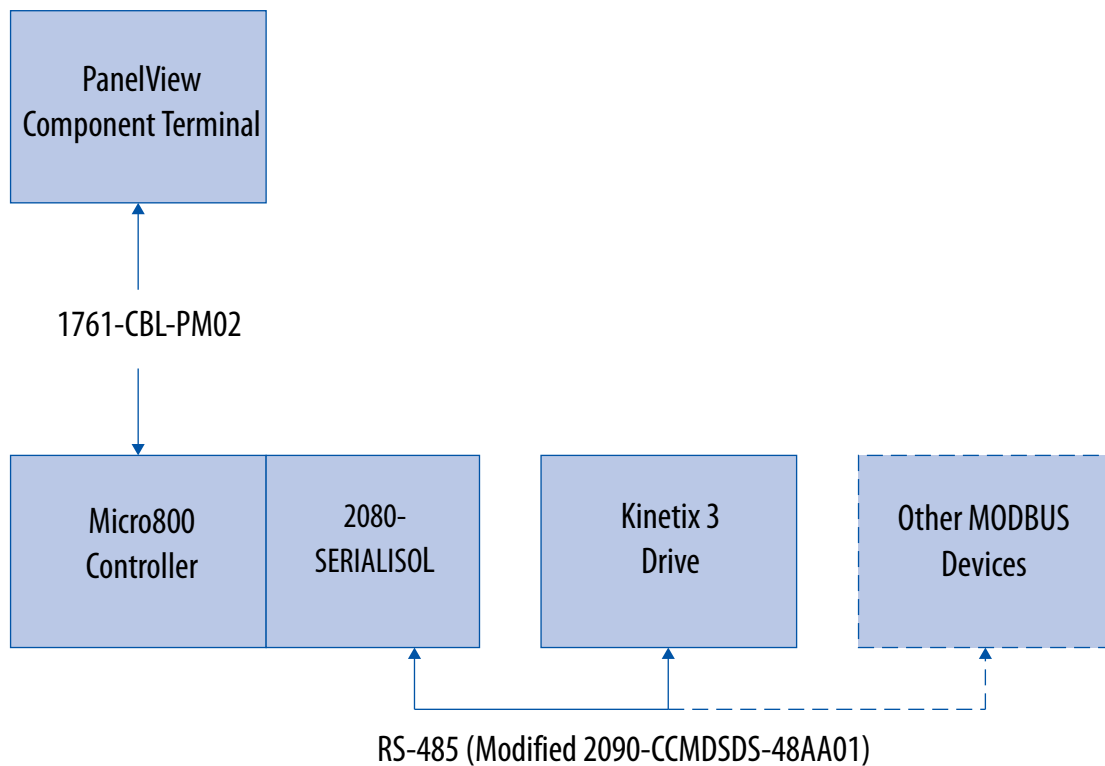 PanelView
Component Terminal
1761-CBL-PM02
Micro800
Controller
2080-
SERIALISOL
Kinetix 3
Drive
Other MODBUS
Devices
RS-485 (Modified 2090-CCMDSDS-48AA01)